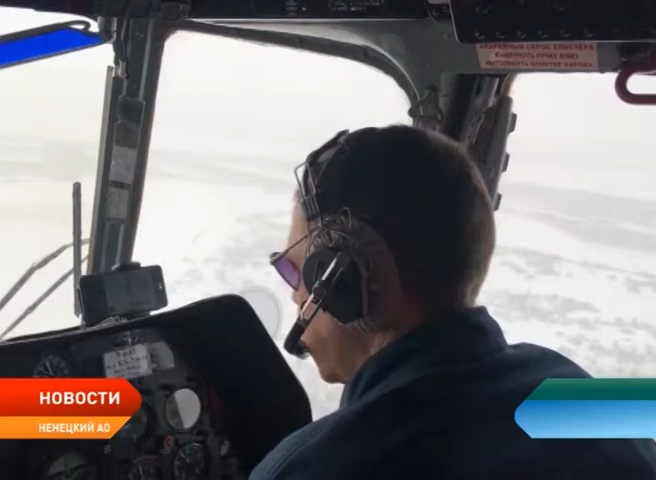 АВАРИЙНЫЙ СБРОС БЛИСТЕРА
ВЫДЕРНУТЬ РУЧКУ ВНИЗ
ВЫТОЛКНУТЬ БЛИСТЕР НАРУЖУ
НОВОСТИ
НЕНЕЦКИЙ АО